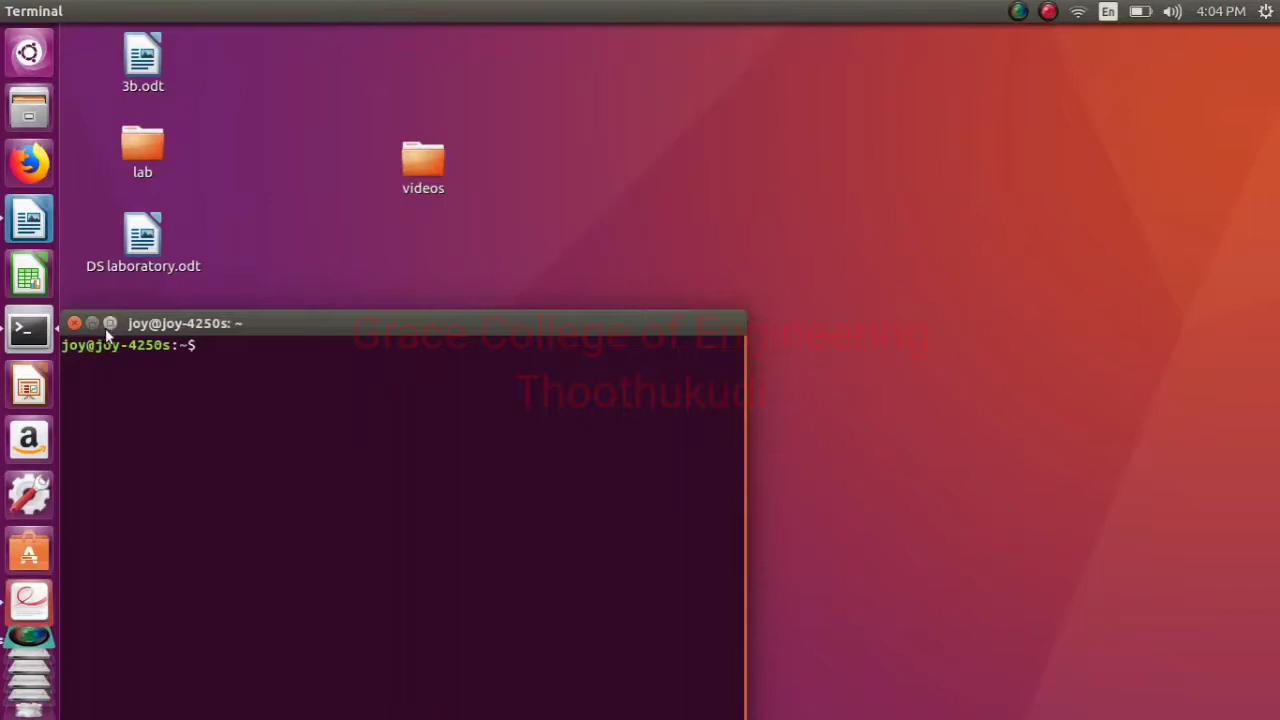 Terminal
En
4:04 PM
3b.odt
lab
videos
DS laboratory.odt
joy@joy-4250s: ~
joy@joy-4250s:~$
Grace College of Engineering
Thoothukudi